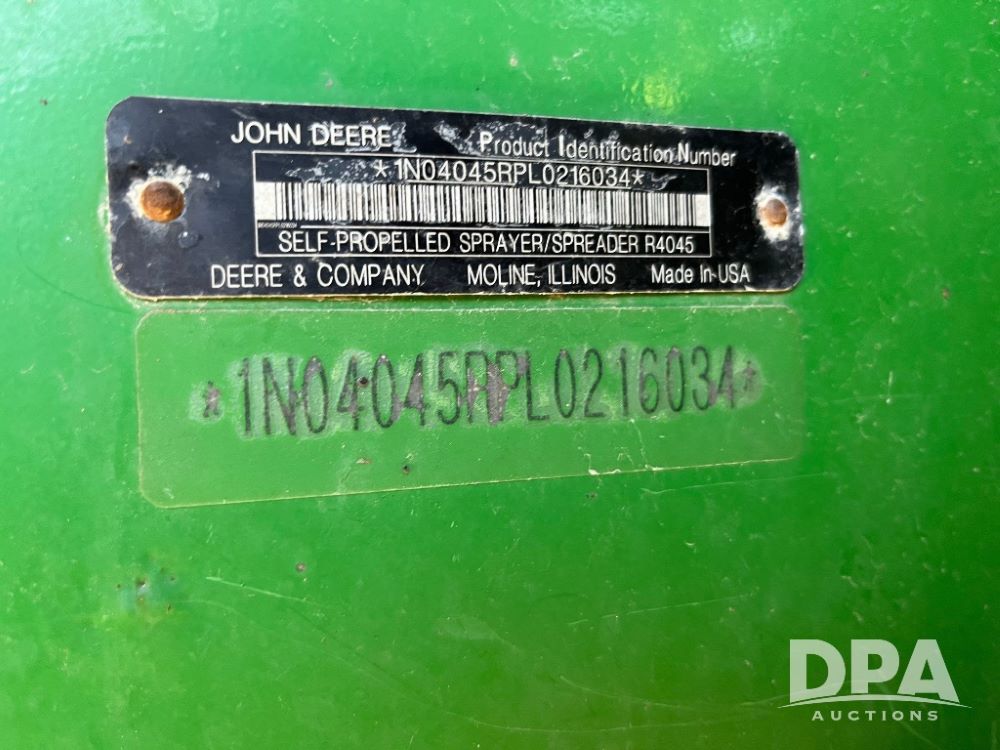 JOHN DEERE Product Identification Number
*1N04045RPL0216034*
SELF-PROPELLED SPRAYER/SPREADER R4045
DEERE & COMPANY MOLINE, ILLINOIS Made In USA
*1N04045RPL0216034*
DPA
AUCTIONS